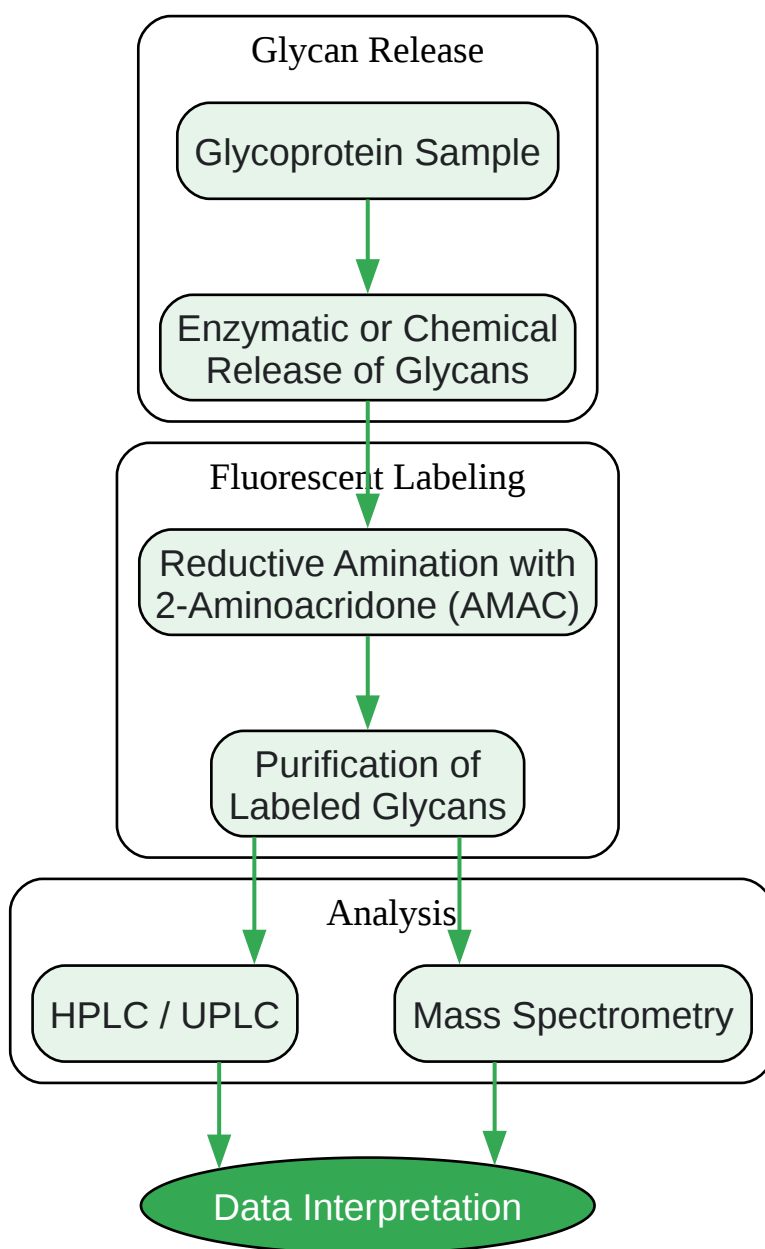 Glycan Release
Glycoprotein Sample
Enzymatic or Chemical
Release of Glycans
Fluorescent Labeling
Reductive Amination with
2-Aminoacridone (AMAC)
Purification of
Labeled Glycans
Analysis
HPLC / UPLC
Mass Spectrometry
Data Interpretation